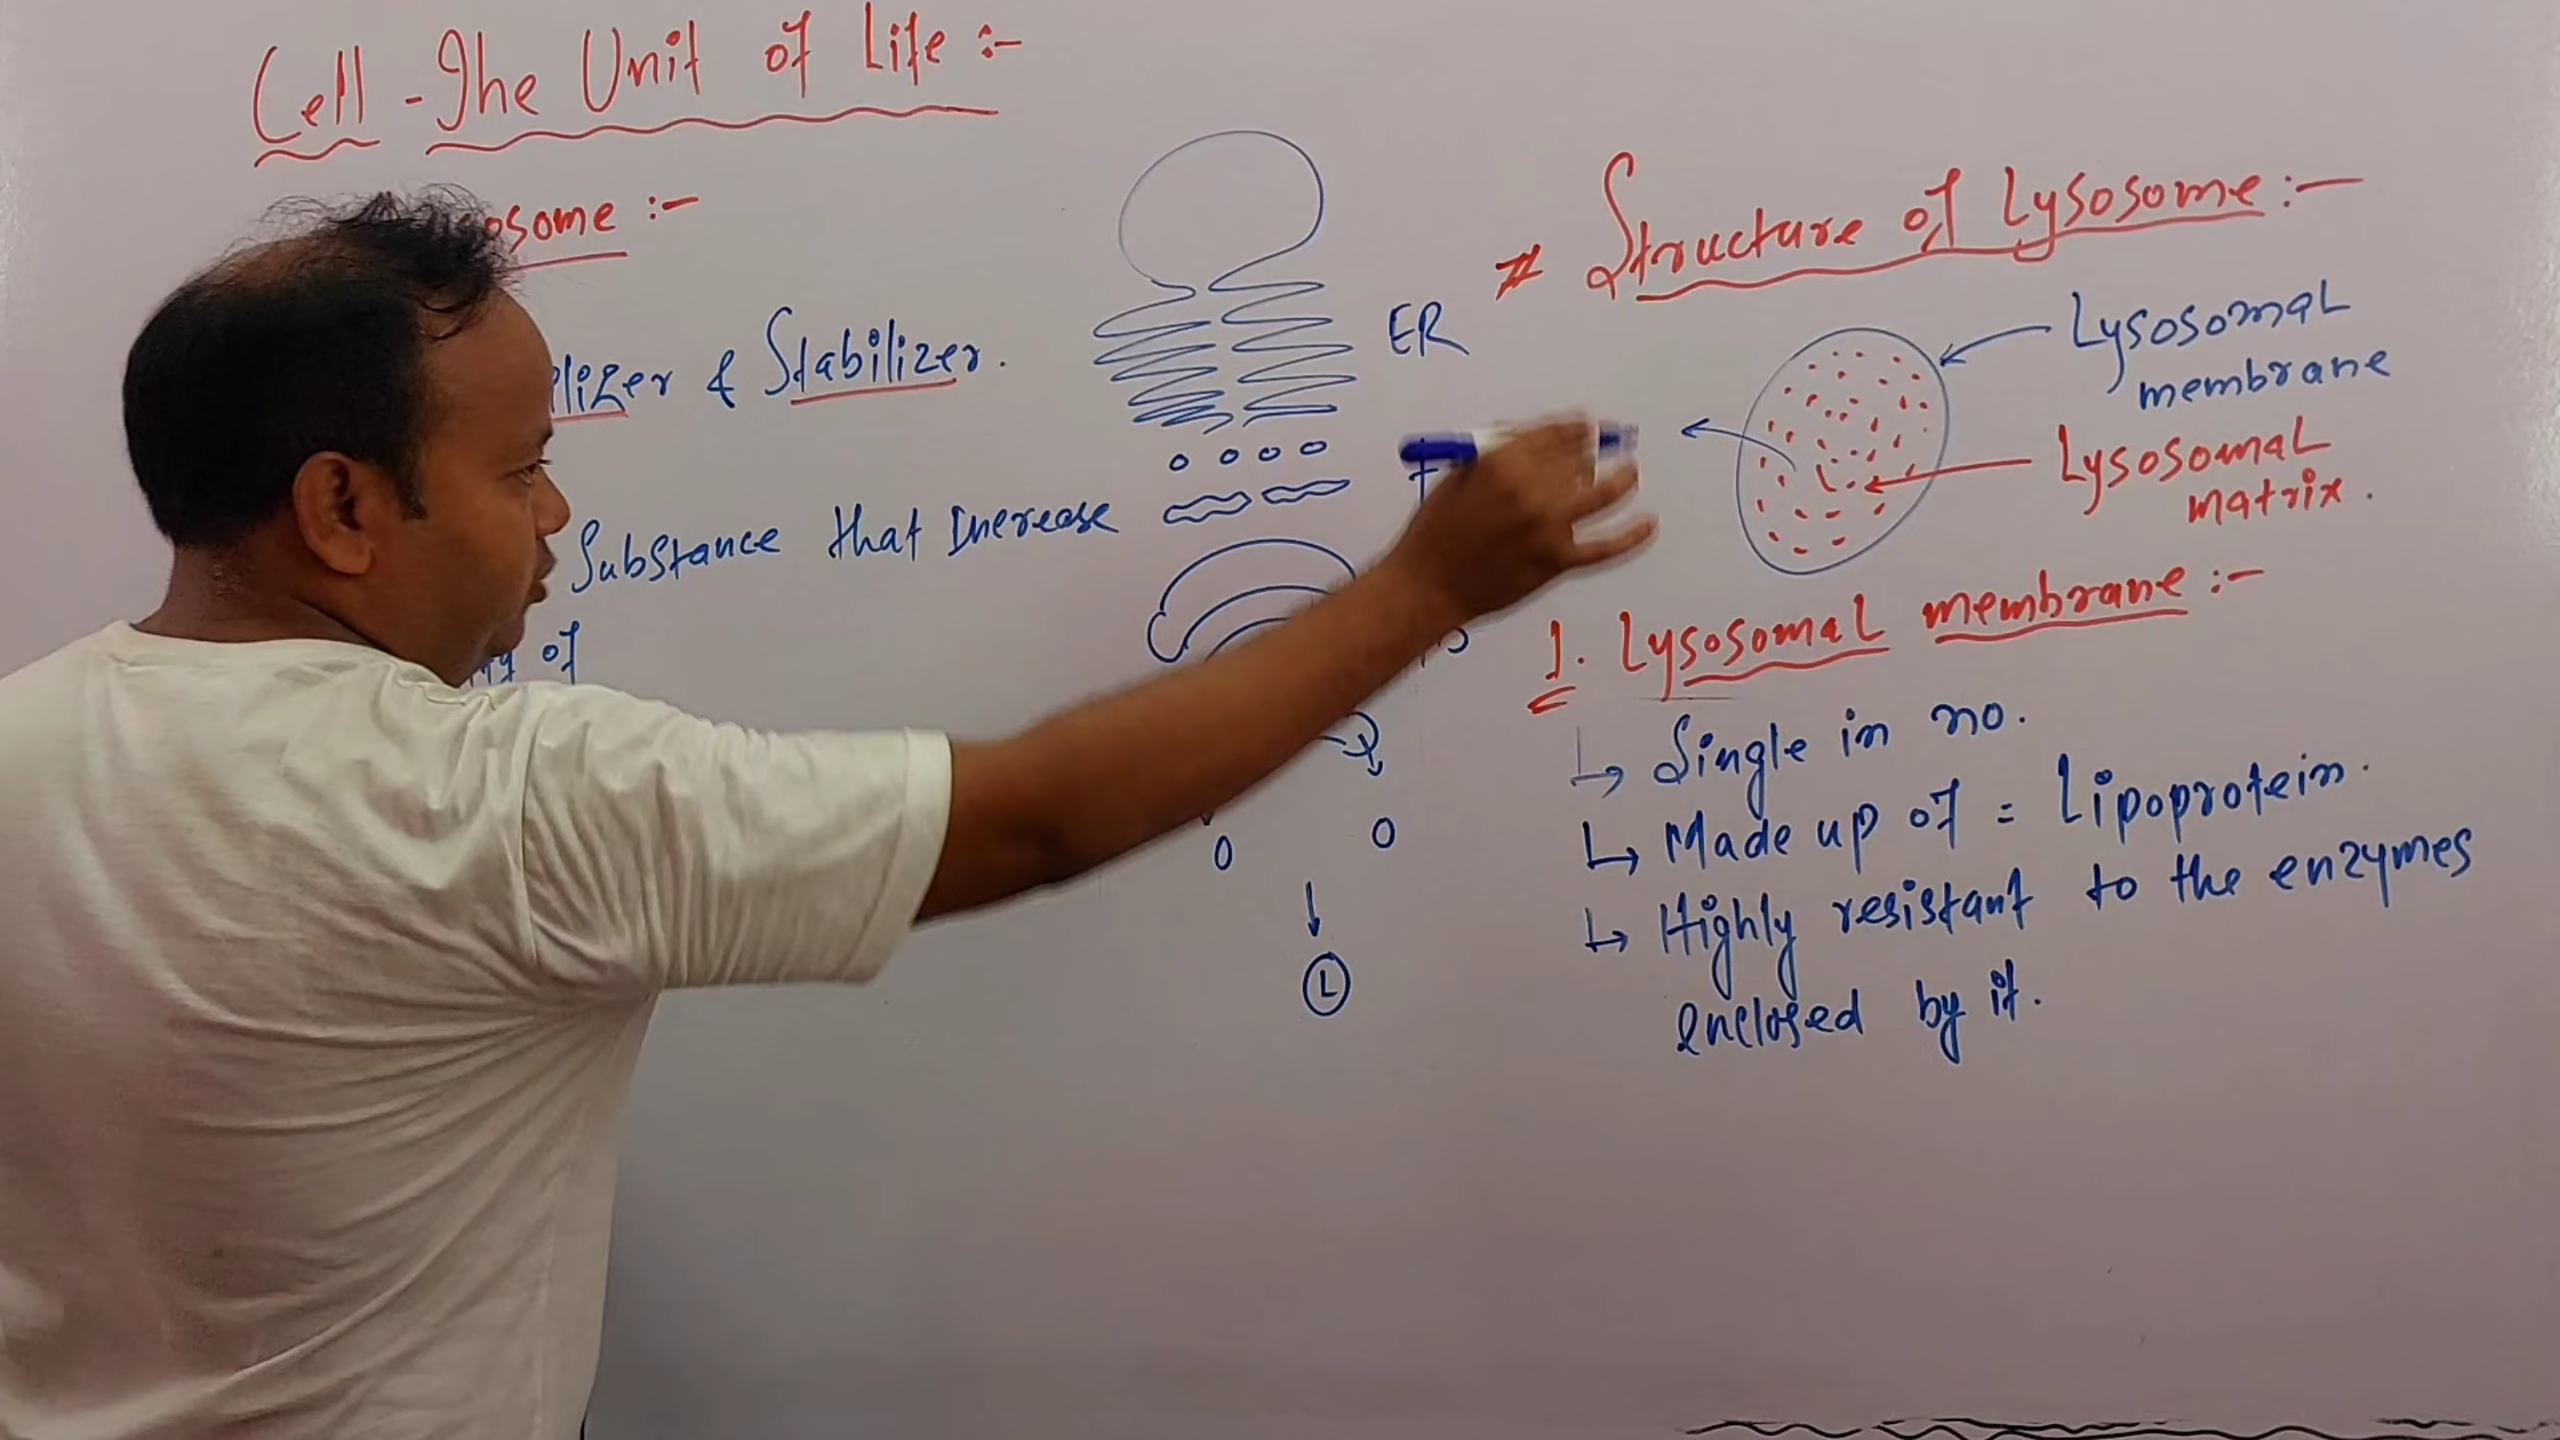 Cell - The Unit of Life :-
osome :-
& Stabilizer.
Substance that Increase
of
ER
L
# Structure of Lysosome :-
Lysosomal
membrane
Lysosomal
matrix.
1. Lysosomal membrane :-
↳ Single in no.
↳ Made up of = Lipoprotein.
↳ Highly resistant to the enzymes
enclosed by it.